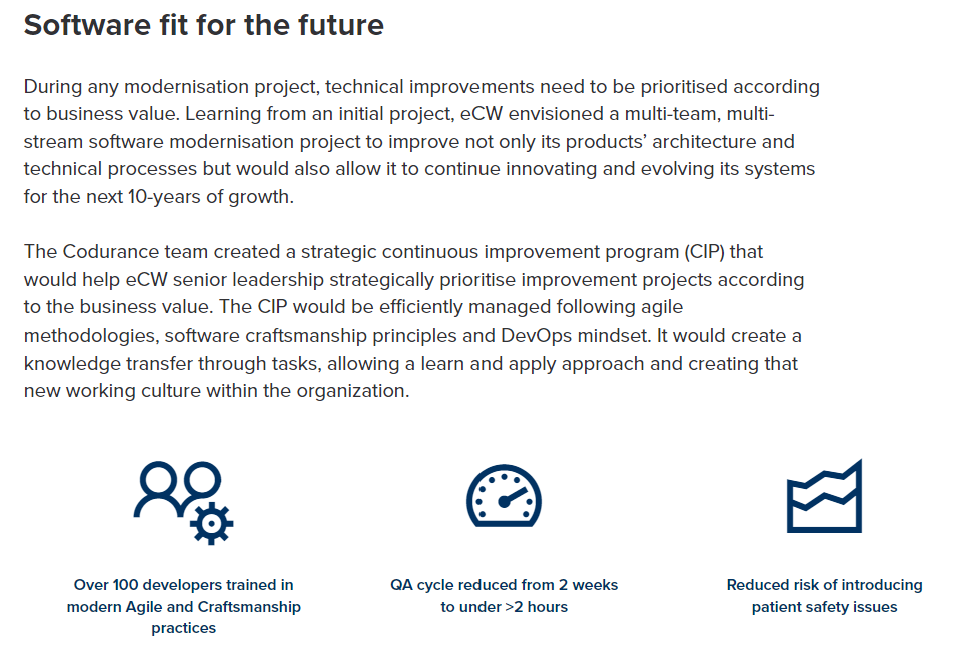 Software fit for the future
During any modernisation project, technical improvements need to be prioritised according
to business value. Learning from an initial project, eCW envisioned a multi-team, multi-
stream software modernisation project to improve not only its products’ architecture and
technical processes but would also allow it to continue innovating and evolving its systems
for the next 10-years of growth.
The Codurance team created a strategic continuous improvement program (CIP) that
would help eCW senior leadership strategically prioritise improvement projects according
to the business value. The CIP would be efficiently managed following agile
methodologies, software craftsmanship principles and DevOps mindset. It would create a
knowledge transfer through tasks, allowing a learn and apply approach and creating that
new working culture within the organization.
Over 100 developers trained in
modern Agile and Craftsmanship
practices
QA cycle reduced from 2 weeks
to under >2 hours
Reduced risk of introducing
patient safety issues